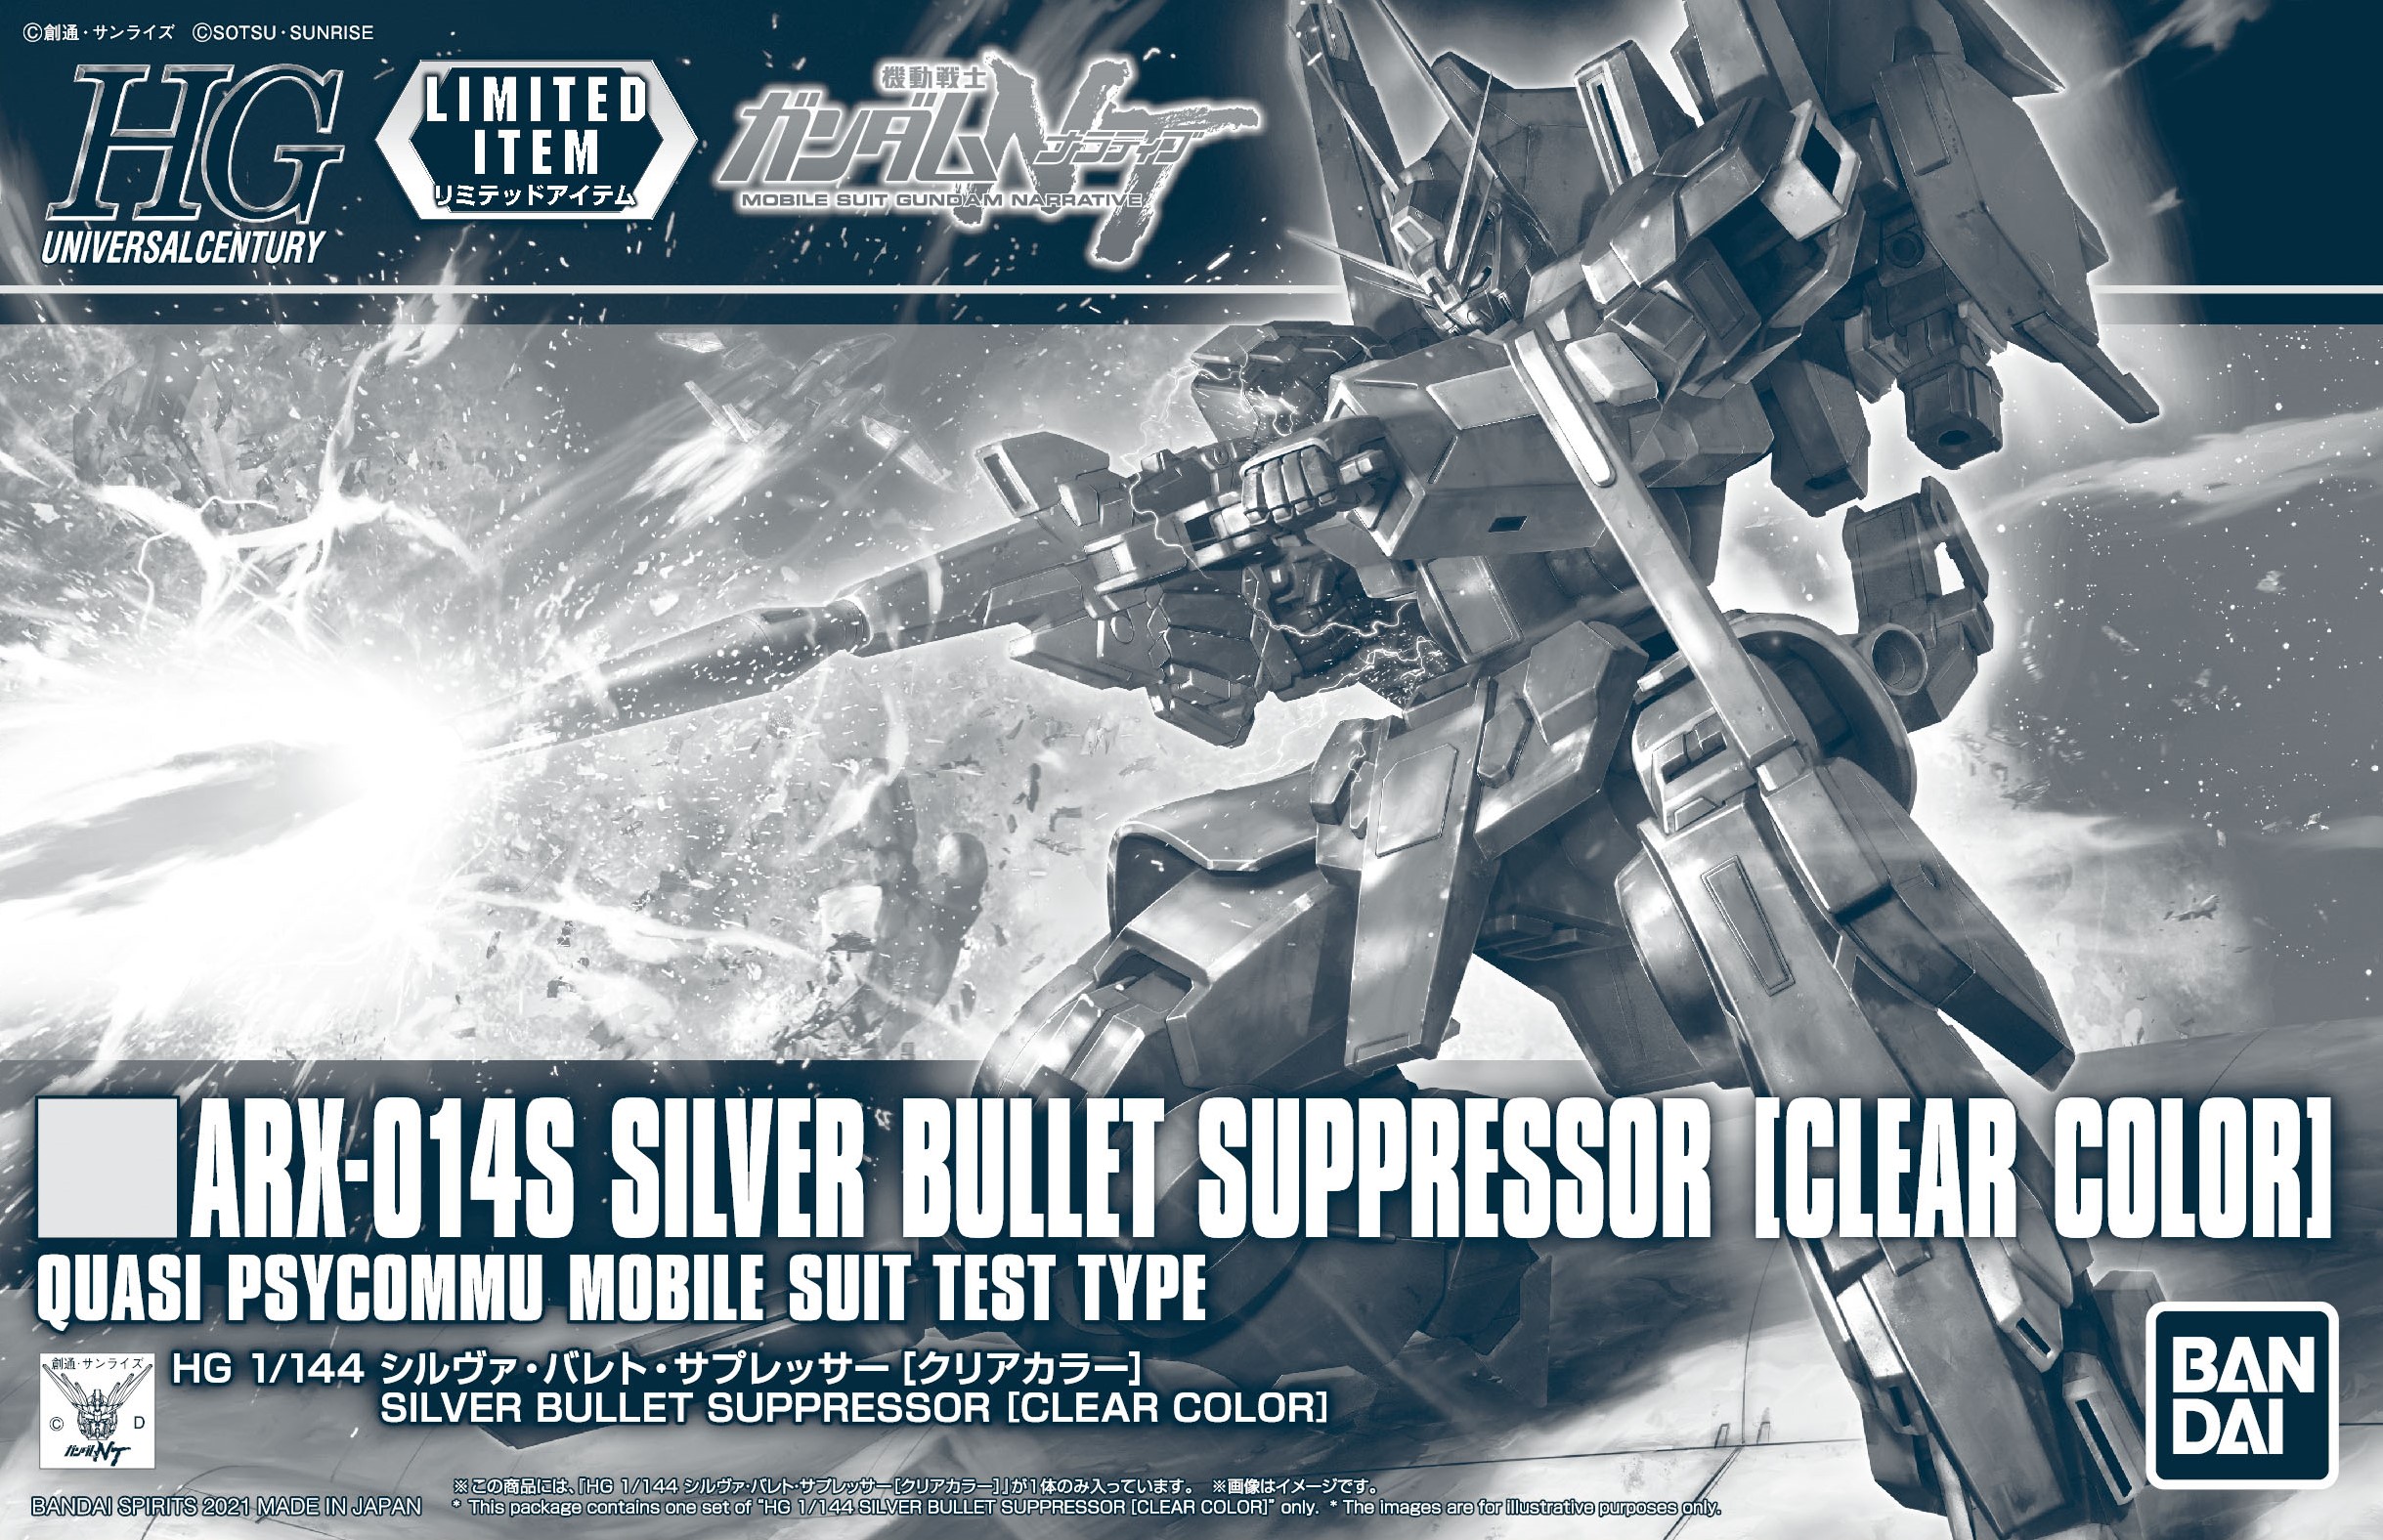 ©創通・サンライズ ©SOTSU・SUNRISE
HG
UNIVERSAL CENTURY
LIMITED
ITEM
リミテッドアイテム
機動戦士
ガンダムNT
ナラティブ
MOBILE SUIT GUNDAM NARRATIVE
ARX-014S SILVER BULLET SUPPRESSOR [CLEAR COLOR]
QUASI PSYCOMMU MOBILE SUIT TEST TYPE
HG 1/144 シルヴァ・バレト・サプレッサー[クリアカラー]
SILVER BULLET SUPPRESSOR [CLEAR COLOR]
創通・サンライズ
© D
ガンダムNT
BAN
DAI
※この商品には、「HG 1/144 シルヴァ・バレト・サプレッサー[クリアカラー]」が1体のみ入っています。 ※画像はイメージです。
BANDAI SPIRITS 2021 MADE IN JAPAN
* This package contains one set of "HG 1/144 SILVER BULLET SUPPRESSOR [CLEAR COLOR]" only. * The images are for illustrative purposes only.